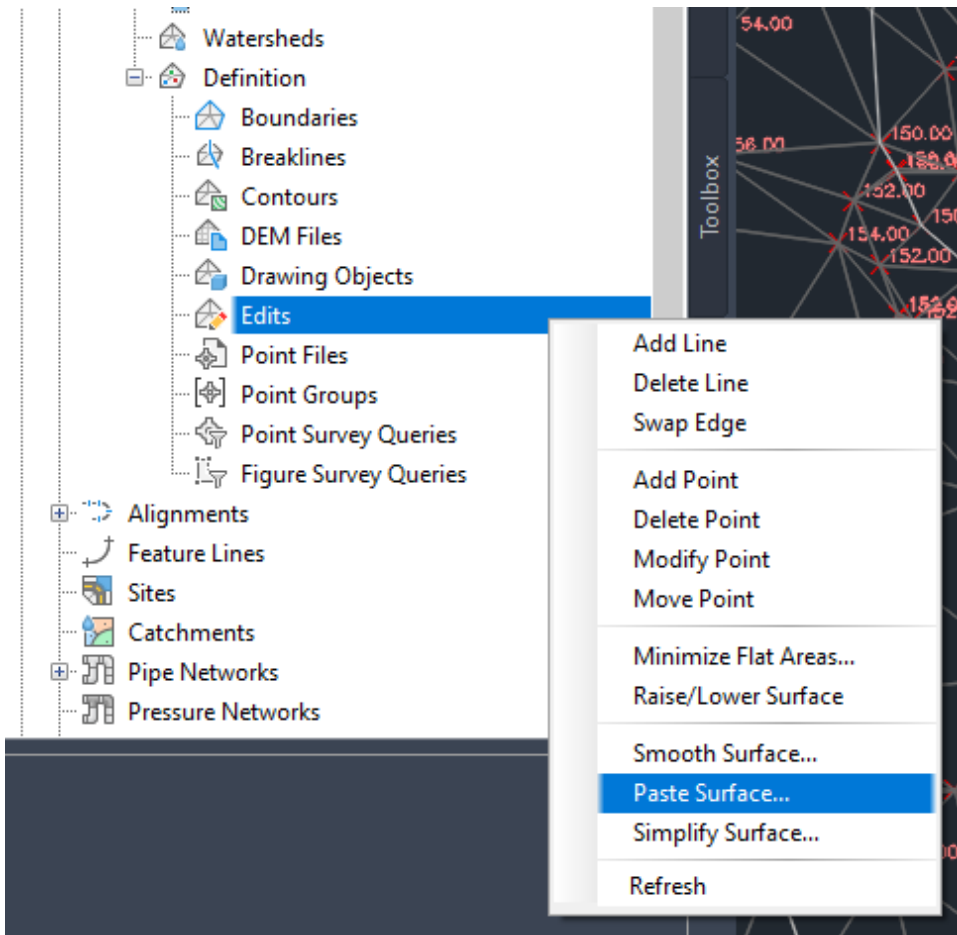 Watersheds
Definition
Boundaries
Breaklines
Contours
DEM Files
Drawing Objects
Edits
Point Files
Point Groups
Point Survey Queries
Figure Survey Queries
Alignments
Feature Lines
Sites
Catchments
Pipe Networks
Pressure Networks
Add Line
Delete Line
Swap Edge
Add Point
Delete Point
Modify Point
Move Point
Minimize Flat Areas...
Raise/Lower Surface
Smooth Surface...
Paste Surface...
Simplify Surface...
Refresh
Toolbox
54.00
150.00
152.00
154.00
152.00